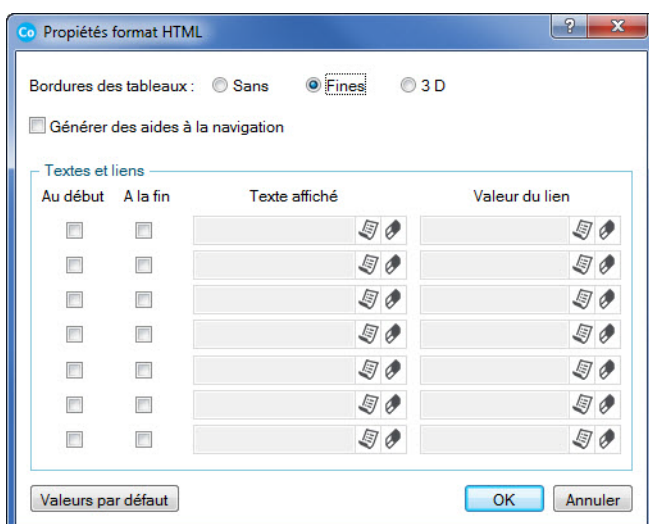 Co Propiétés format HTML ? X
Bordures des tableaux : Sans Fines 3 D
Générer des aides à la navigation
Textes et liens
Au début A la fin Texte affiché Valeur du lien
Valeurs par défaut OK Annuler